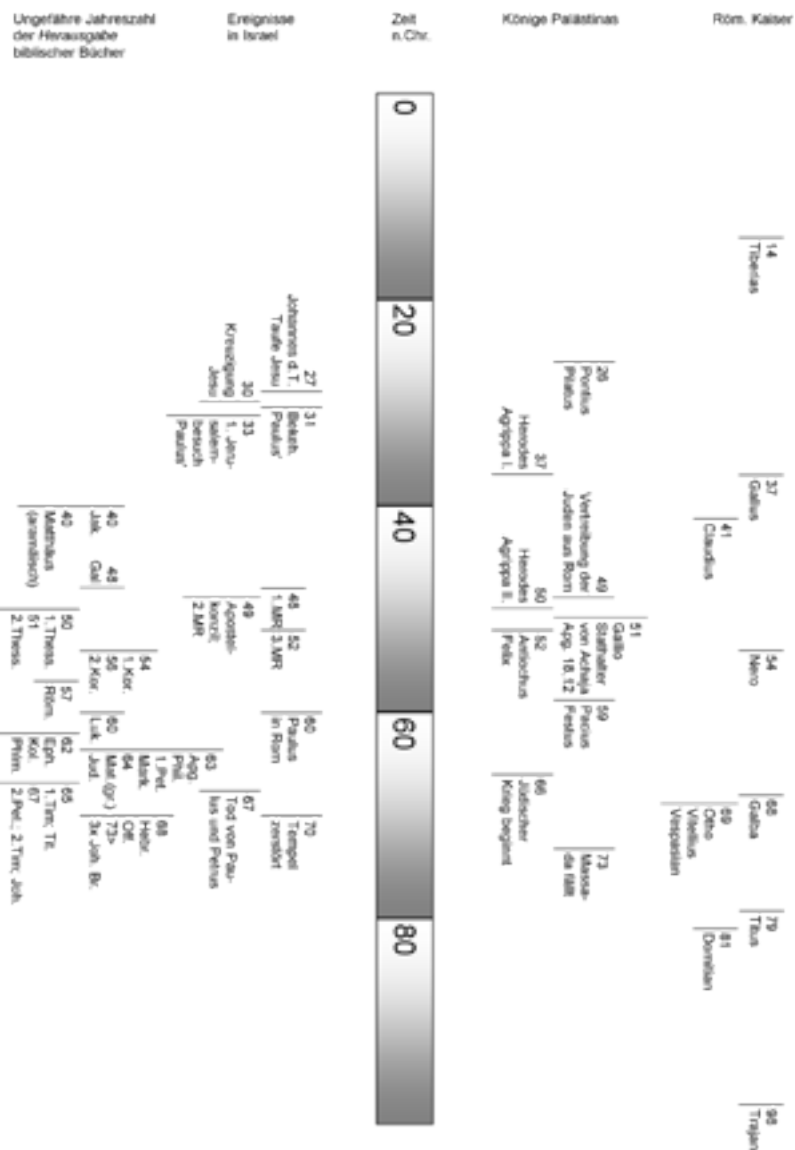 Ungefähre Jahreszahl
der Herausgabe
biblischer Bücher
Ereignisse
in Israel
Zeit
n.Chr.
Könige Palästinas
Röm. Kaiser
0
20
40
60
80
14
Tiberias
37
Gaius
41
Claudius
54
Nero
68
Galba
69
Otho
Vitellius
Vespasian
79
Titus
81
Domitian
98
Trajan
26
Pontius
Pilatus
37
Herodes
Agrippa I.
49
Vertreibung der
Juden aus Rom
50
Herodes
Agrippa II.
51
Gallio
Statthalter
von Achaja
Apg. 18,12
52
Antiochus
Felix
59
Pacius
Festus
66
Jüdischer
Krieg beginnt
73
Massa-
da fällt
27
Johannes d.T.
Taufe Jesu
30
Kreuzigung
Jesu
31
Bekeh.
Paulus'
33
1. Jeru-
salem-
besuch
Paulus'
1.MR
52
3.MR
49
Apostel-
konzil;
2.MR
60
Paulus
in Rom
67
Tod von Pau-
lus und Petrus
70
Tempel
zerstört
40
Jak.
48
Gal
40
Matthäus
(aramäisch)
50
1.Thess.
51
2.Thess.
54
1.Kor.
56
2.Kor.
57
Röm.
60
Luk.
62
Eph.
Kol.
Phlm.
63
Apg.
Phil.
1.Pet.
Mark.
64
Mat.(gr.)
Jud.
65
1.Tim; Tit.
67
2.Pet.; 2.Tim; Joh.
68
Hebr.
Off.
73>
3x Joh. Br.